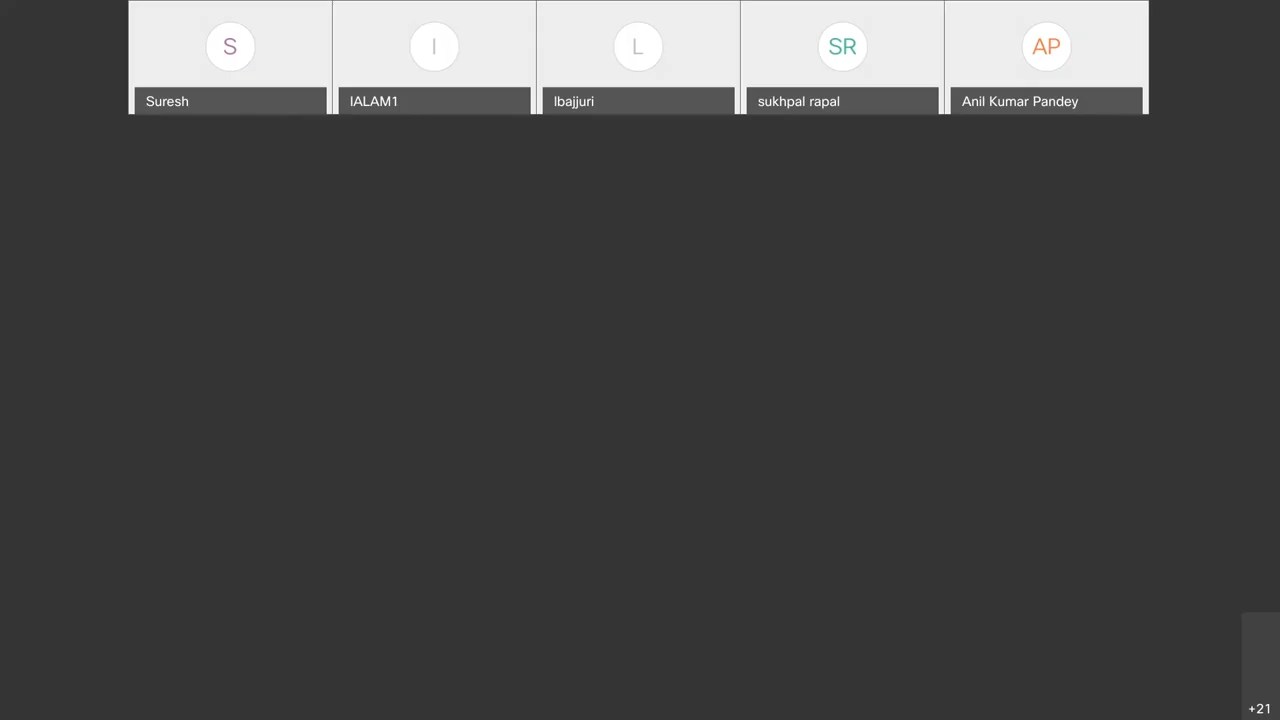 S
I
L
SR
AP
Suresh
IALAM1
lbajjuri
sukhpal rapal
Anil Kumar Pandey
+21